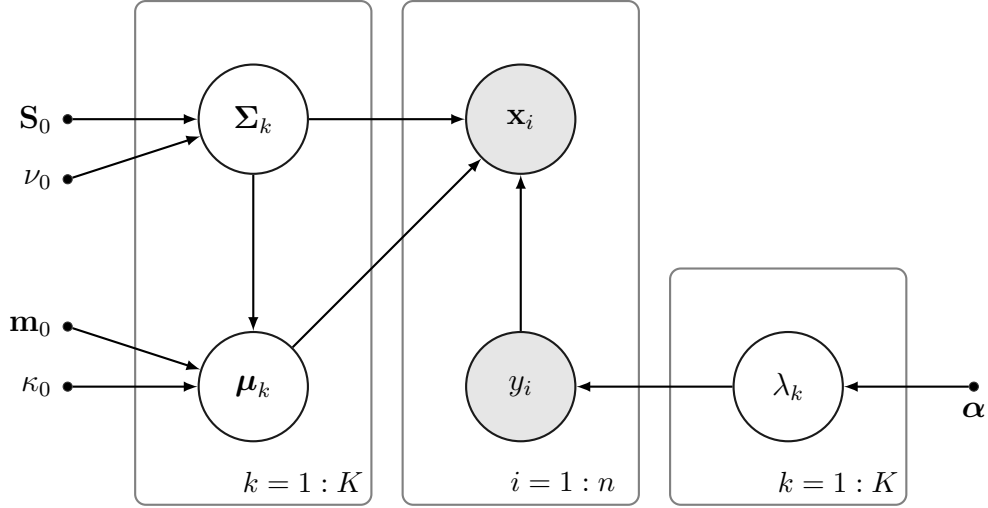 𝐒₀
𝚺ₖ
𝐱ᵢ
ν₀
𝐦₀
κ₀
𝛍ₖ
yᵢ
λₖ
𝛂
k = 1 : K
i = 1 : n
k = 1 : K